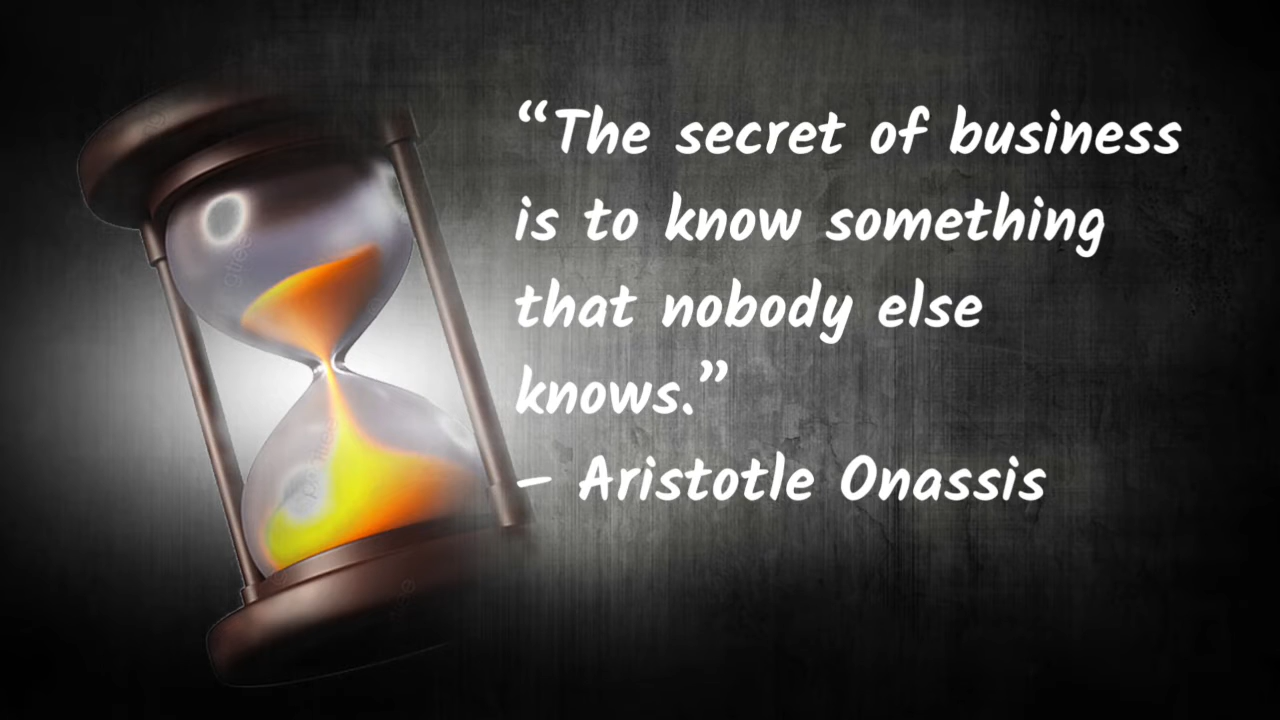 “The secret of business
is to know something
that nobody else
knows.”
– Aristotle Onassis